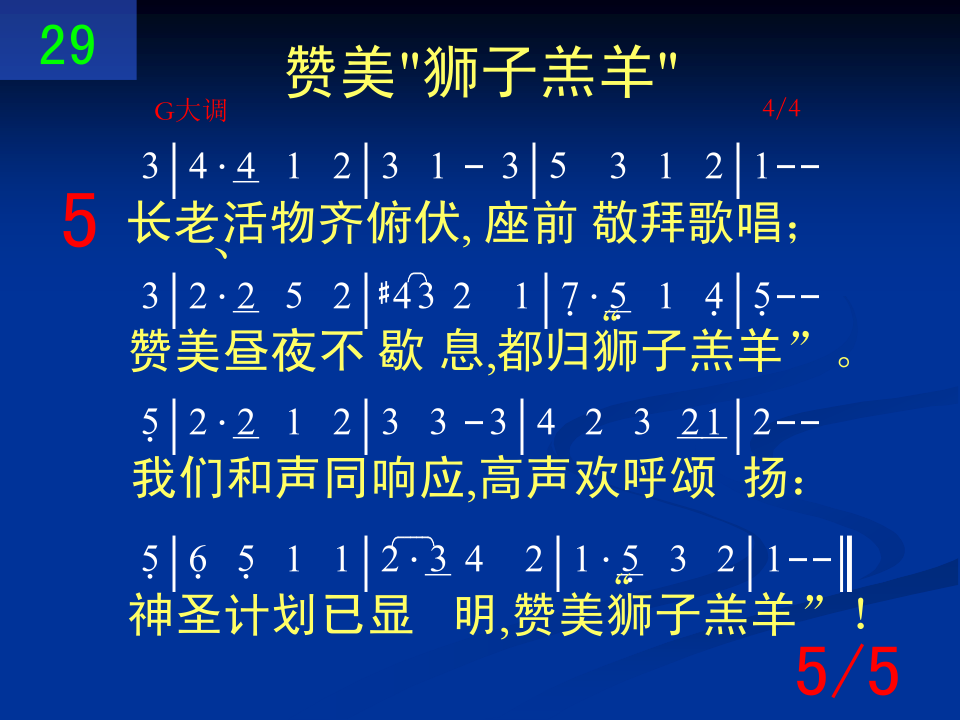 29
赞美"狮子羔羊"
G大调 4/4
3|4·4 1 2|3 1 - 3|5 3 1 2|1--
5 长老、活物齐俯伏, 座前 敬拜歌唱;
3|2·2 5 2|#43 2 1|7·5 1 4|5--
赞美昼夜不 歇 息,都归“狮子羔羊”。
5|2·2 1 2|3 3 -3|4 2 3 21|2--
我们和声同响应,高声欢呼颂 扬:
5|6 5 1 1|2·3 4 2|1·5 3 2|1--‖
神圣计划已显 明,赞美“狮子羔羊”!
5/5